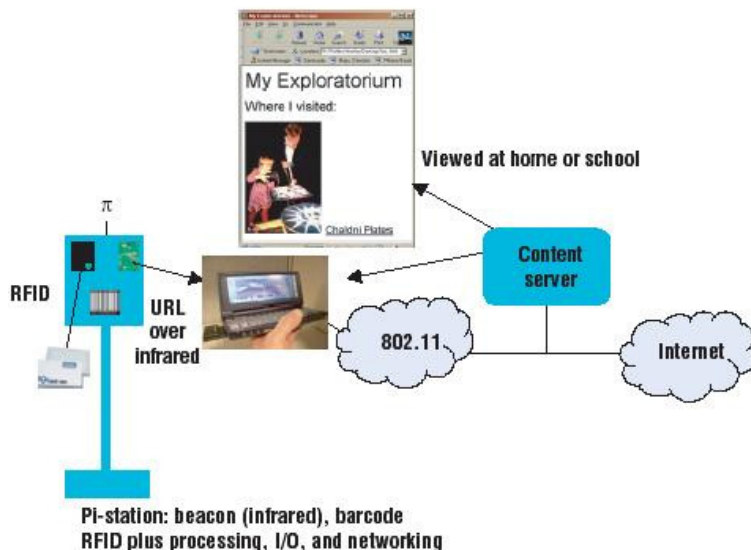 My Exploratorium
Where I visited:
Chaldni Plates
Viewed at home or school
π
RFID
URL
over
infrared
802.11
Content
server
Internet
Pi-station: beacon (infrared), barcode
RFID plus processing, I/O, and networking